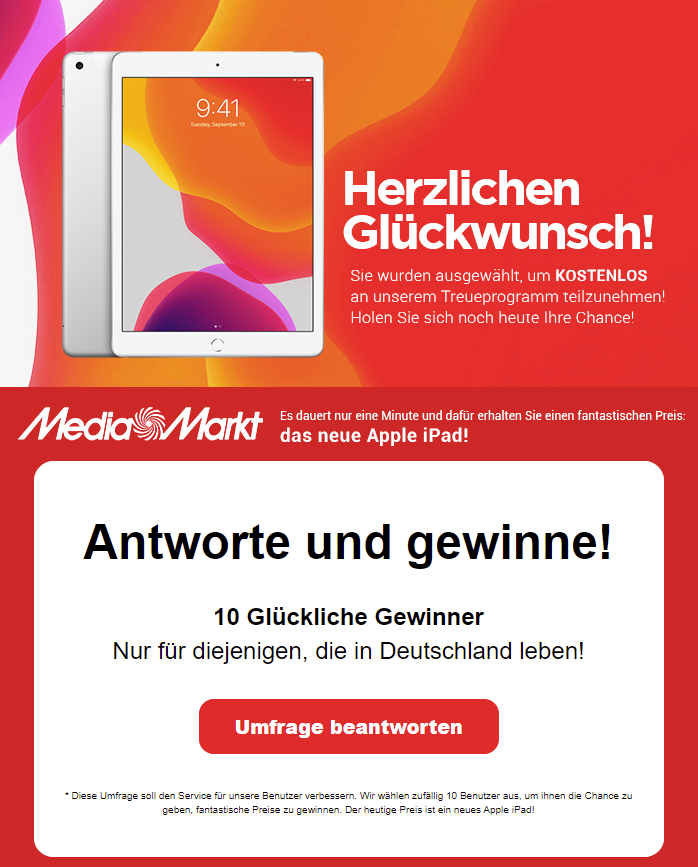 9:41
Tuesday, September 10
Herzlichen
Glückwunsch!
Sie wurden ausgewählt, um KOSTENLOS
an unserem Treueprogramm teilzunehmen!
Holen Sie sich noch heute Ihre Chance!
Media Markt
Es dauert nur eine Minute und dafür erhalten Sie einen fantastischen Preis:
das neue Apple iPad!
Antworte und gewinne!
10 Glückliche Gewinner
Nur für diejenigen, die in Deutschland leben!
Umfrage beantworten
* Diese Umfrage soll den Service für unsere Benutzer verbessern. Wir wählen zufällig 10 Benutzer aus, um ihnen die Chance zu
geben, fantastische Preise zu gewinnen. Der heutige Preis ist ein neues Apple iPad!